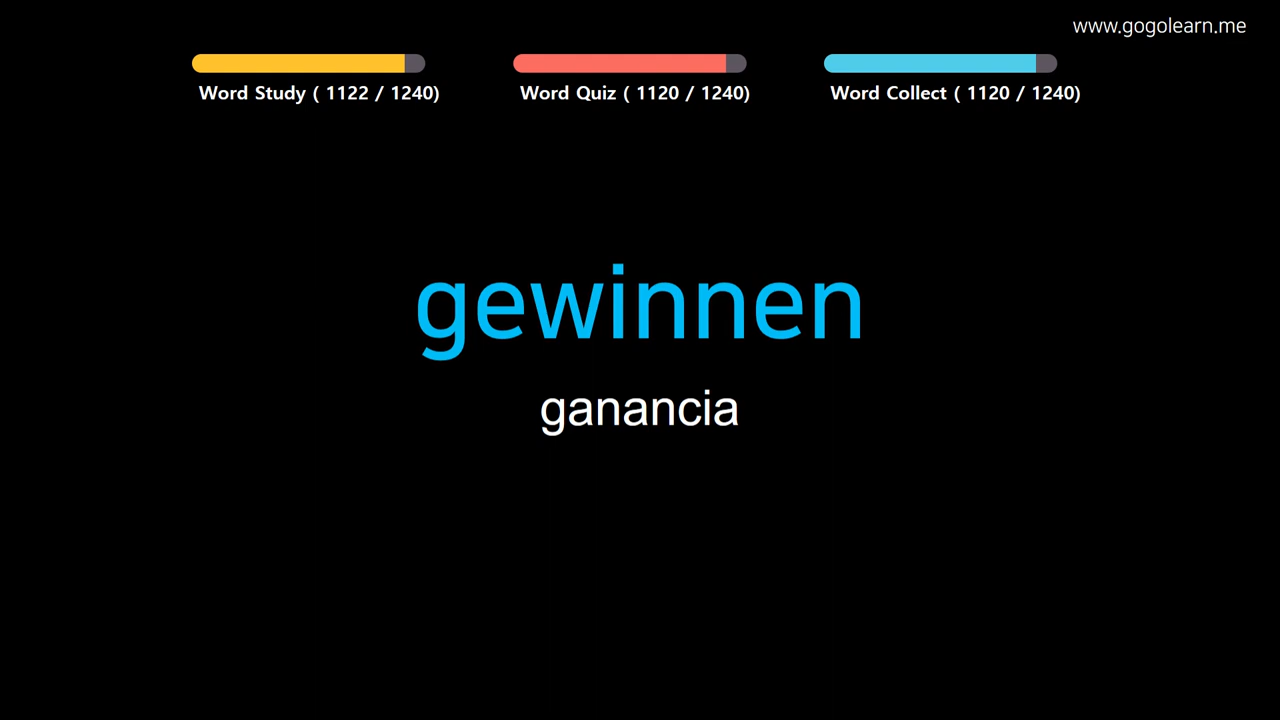 www.gogolearn.me
Word Study ( 1122 / 1240)
Word Quiz ( 1120 / 1240)
Word Collect ( 1120 / 1240)
gewinnen
ganancia